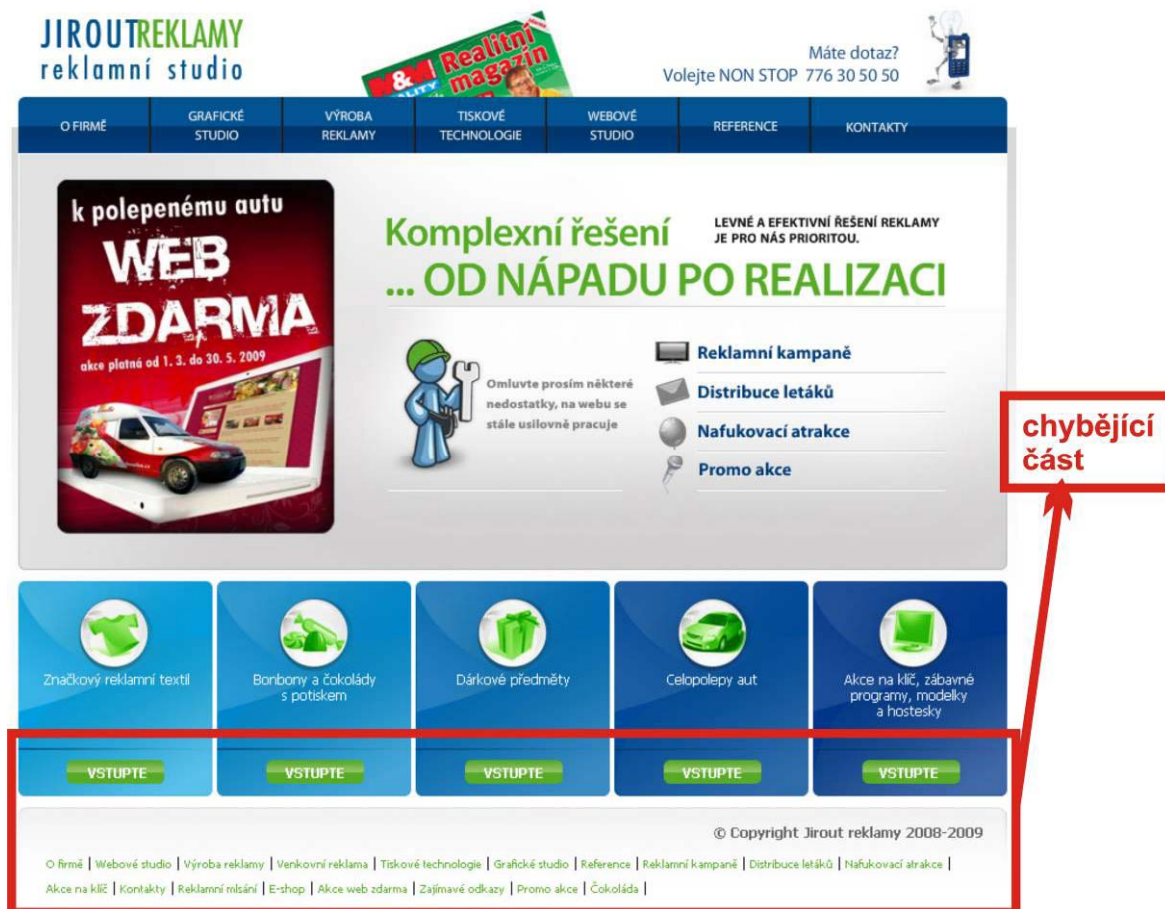 JIROUTREKLAMY
reklamní studio
M&M
REALITY
Realitní
magazín
Máte dotaz?
Volejte NON STOP 776 30 50 50
O FIRMĚ
GRAFICKÉ
STUDIO
VÝROBA
REKLAMY
TISKOVÉ
TECHNOLOGIE
WEBOVÉ
STUDIO
REFERENCE
KONTAKTY
k polepenému autu
WEB
ZDARMA
akce platná od 1. 3. do 30. 5. 2009
Komplexní řešení
LEVNÉ A EFEKTIVNÍ ŘEŠENÍ REKLAMY
JE PRO NÁS PRIORITOU.
... OD NÁPADU PO REALIZACI
Omluvte prosím některé
nedostatky, na webu se
stále usilovně pracuje
Reklamní kampaně
Distribuce letáků
Nafukovací atrakce
Promo akce
chybějící
část
Značkový reklamní textil
Bonbony a čokolády
s potiskem
Dárkové předměty
Celopolepy aut
Akce na klíč, zábavné
programy, modelky
a hostesky
VSTUPTE
VSTUPTE
VSTUPTE
VSTUPTE
VSTUPTE
© Copyright Jirout reklamy 2008-2009
O firmě | Webové studio | Výroba reklamy | Venkovní reklama | Tiskové technologie | Grafické studio | Reference | Reklamní kampaně | Distribuce letáků | Nafukovací atrakce |
Akce na klíč | Kontakty | Reklamní mlsání | E-shop | Akce web zdarma | Zajímavé odkazy | Promo akce | Čokoláda |